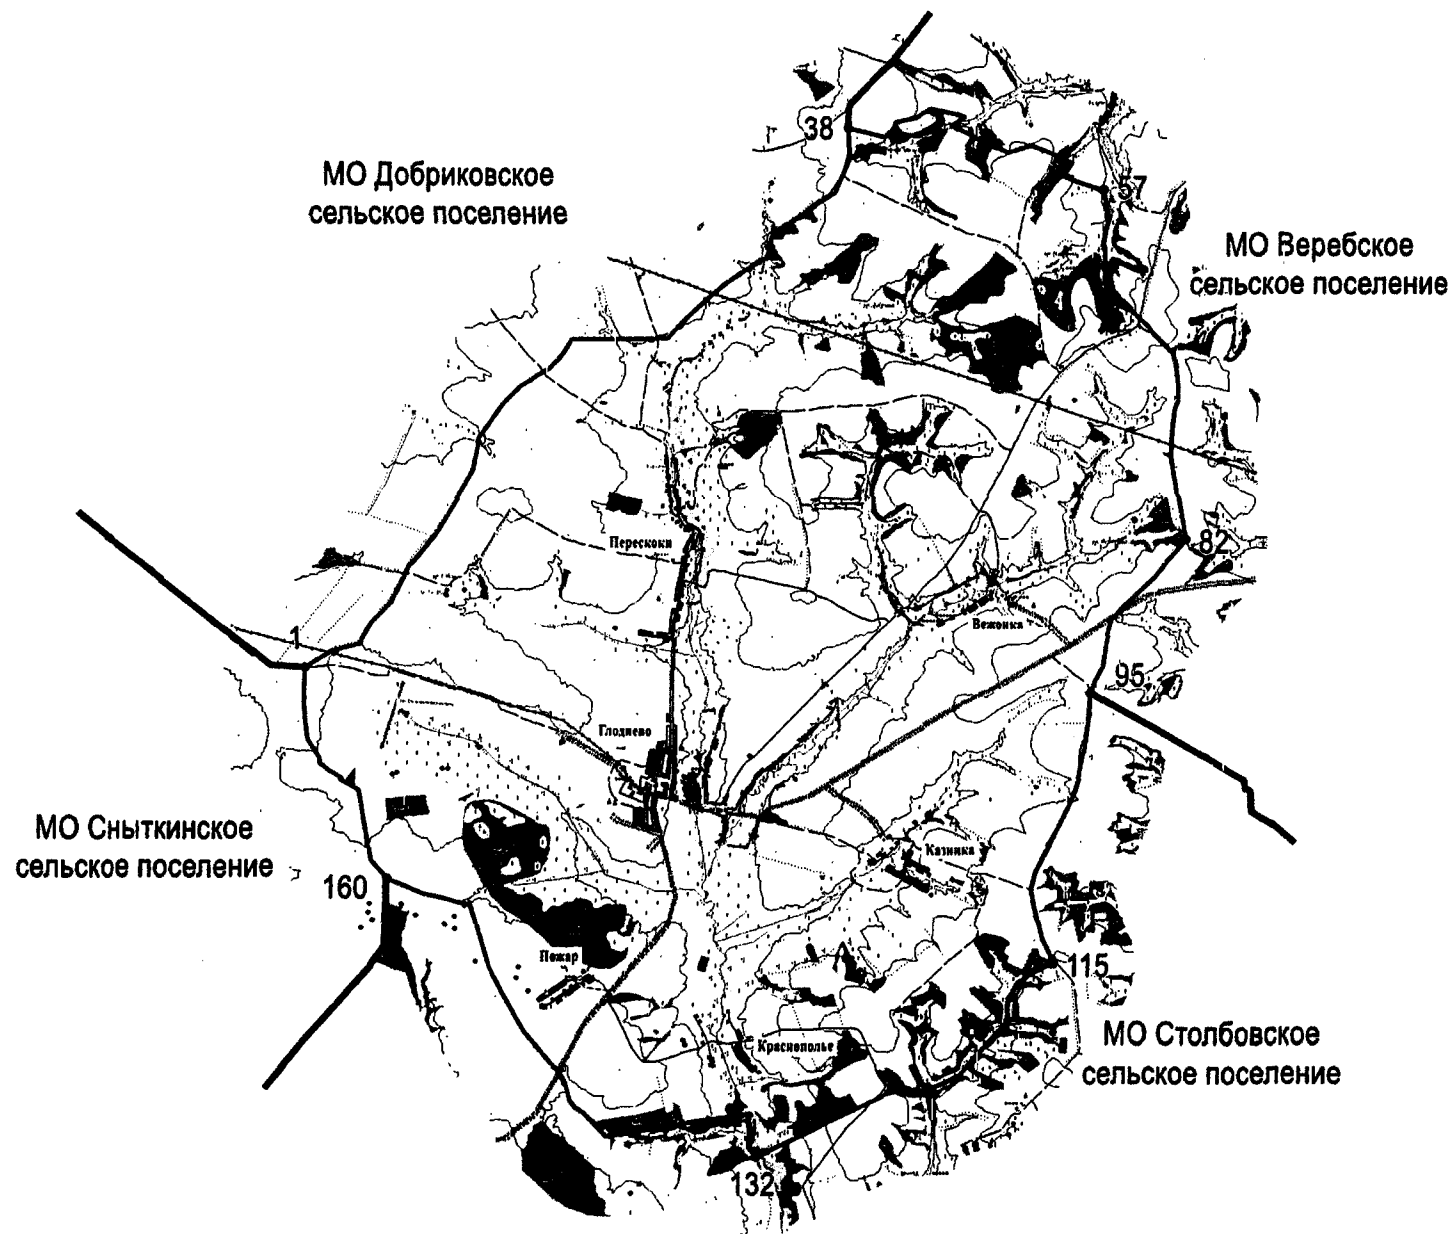 38
МО Добриковское
сельское поселение
57
МО Веребское
сельское поселение
Перескоки
82
Вежонка
1
95
Глоднево
МО Сныткинское
сельское поселение
Казинка
160
Пожар
115
МО Столбовское
сельское поселение
Краснополье
132